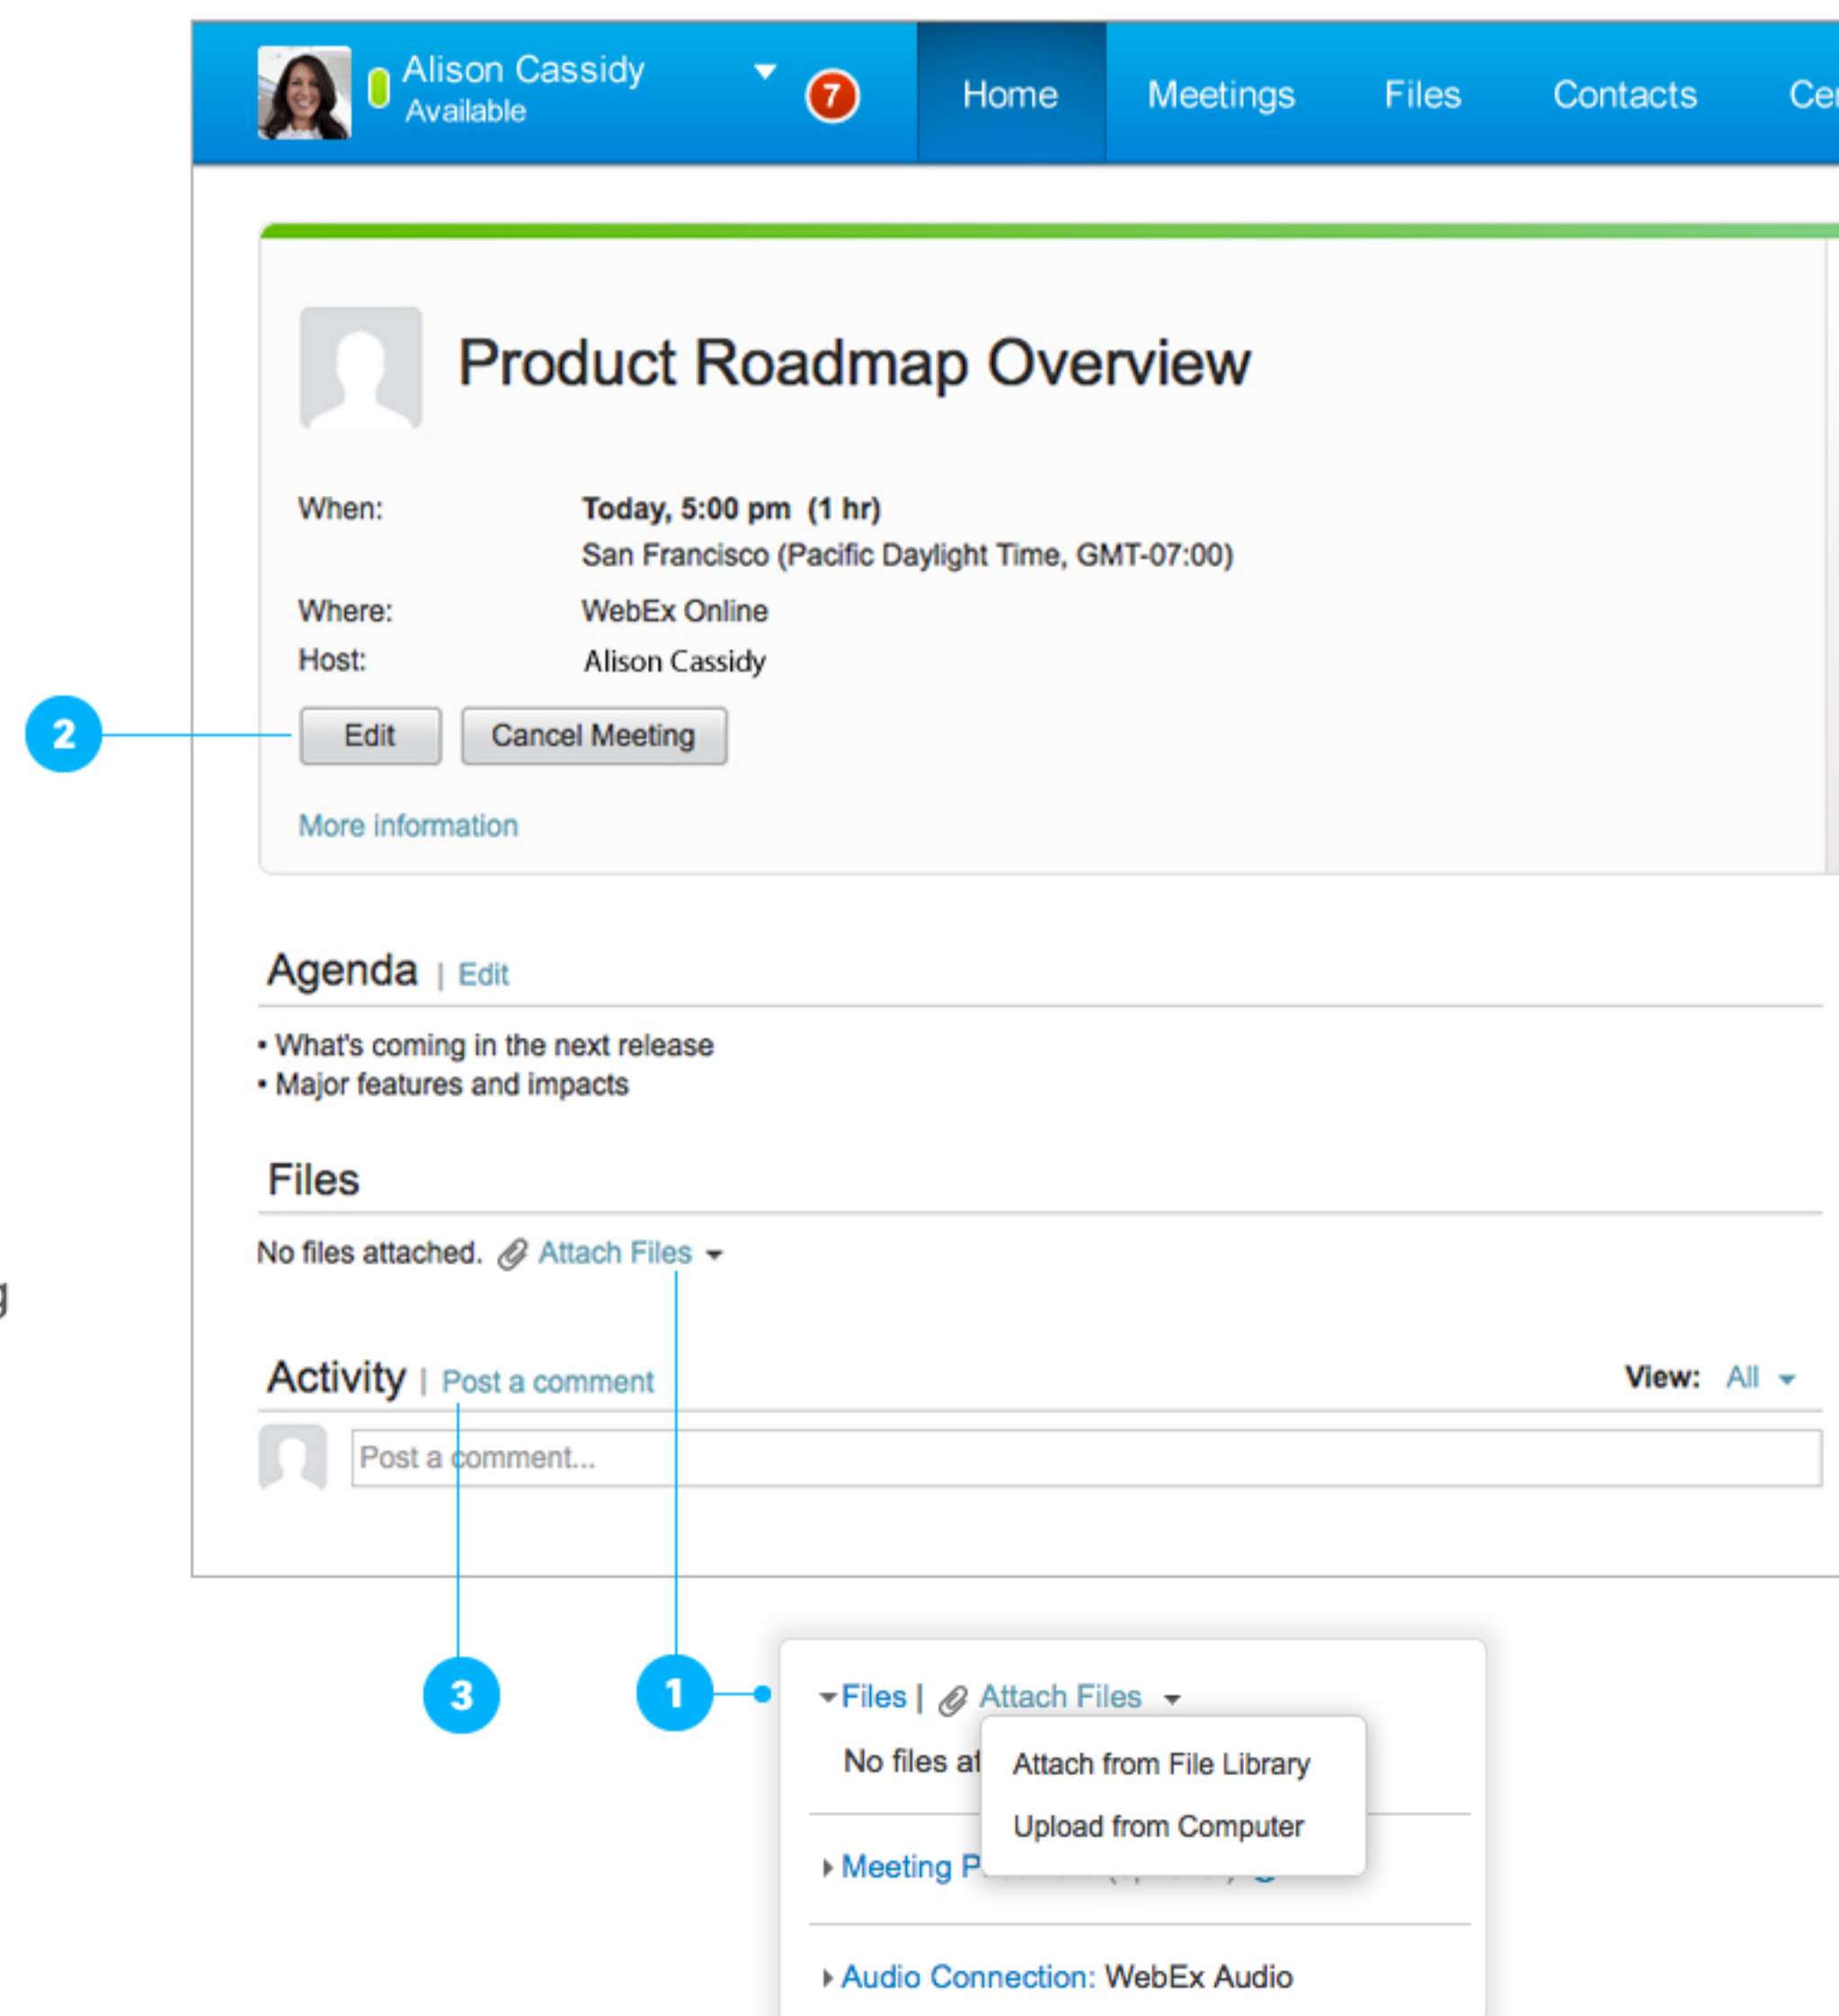 Alison Cassidy
Available
7
Home Meetings Files Contacts
Product Roadmap Overview
When: Today, 5:00 pm (1 hr)
San Francisco (Pacific Daylight Time, GMT-07:00)
Where: WebEx Online
Host: Alison Cassidy
2
Edit Cancel Meeting
More information
Agenda | Edit
• What's coming in the next release
• Major features and impacts
Files
No files attached. Attach Files
g
Activity | Post a comment View: All
Post a comment...
3 1
Files | Attach Files
No files Attach from File Library
Upload from Computer
Meeting
Audio Connection: WebEx Audio